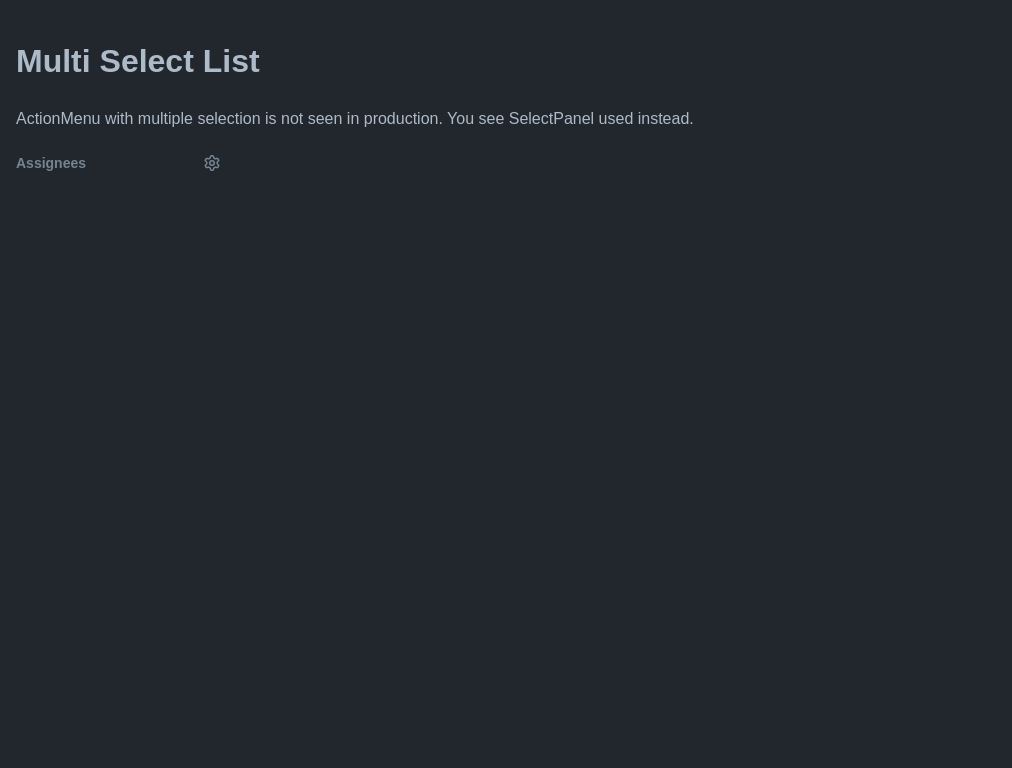 Multi Select List
ActionMenu with multiple selection is not seen in production. You see SelectPanel used instead.
Assignees